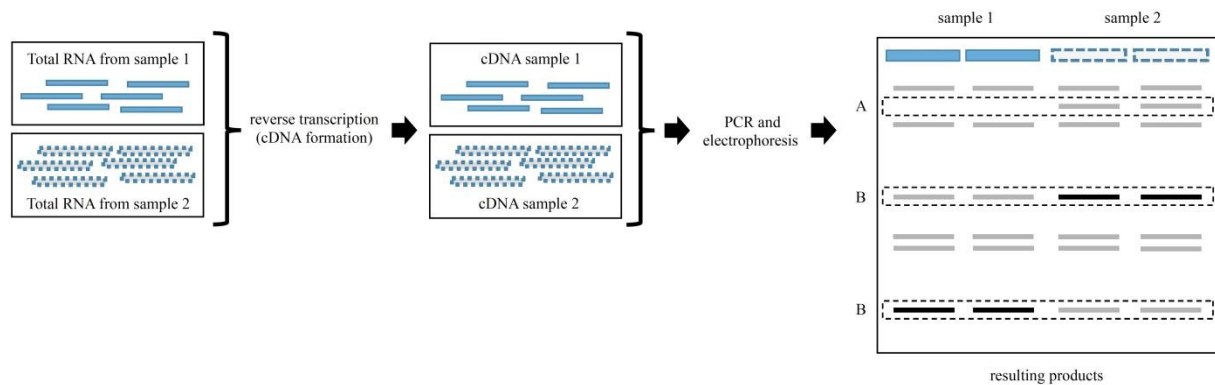 Total RNA from sample 1
Total RNA from sample 2
reverse transcription
(cDNA formation)
cDNA sample 1
cDNA sample 2
PCR and
electrophoresis
sample 1
sample 2
A
B
B
resulting products